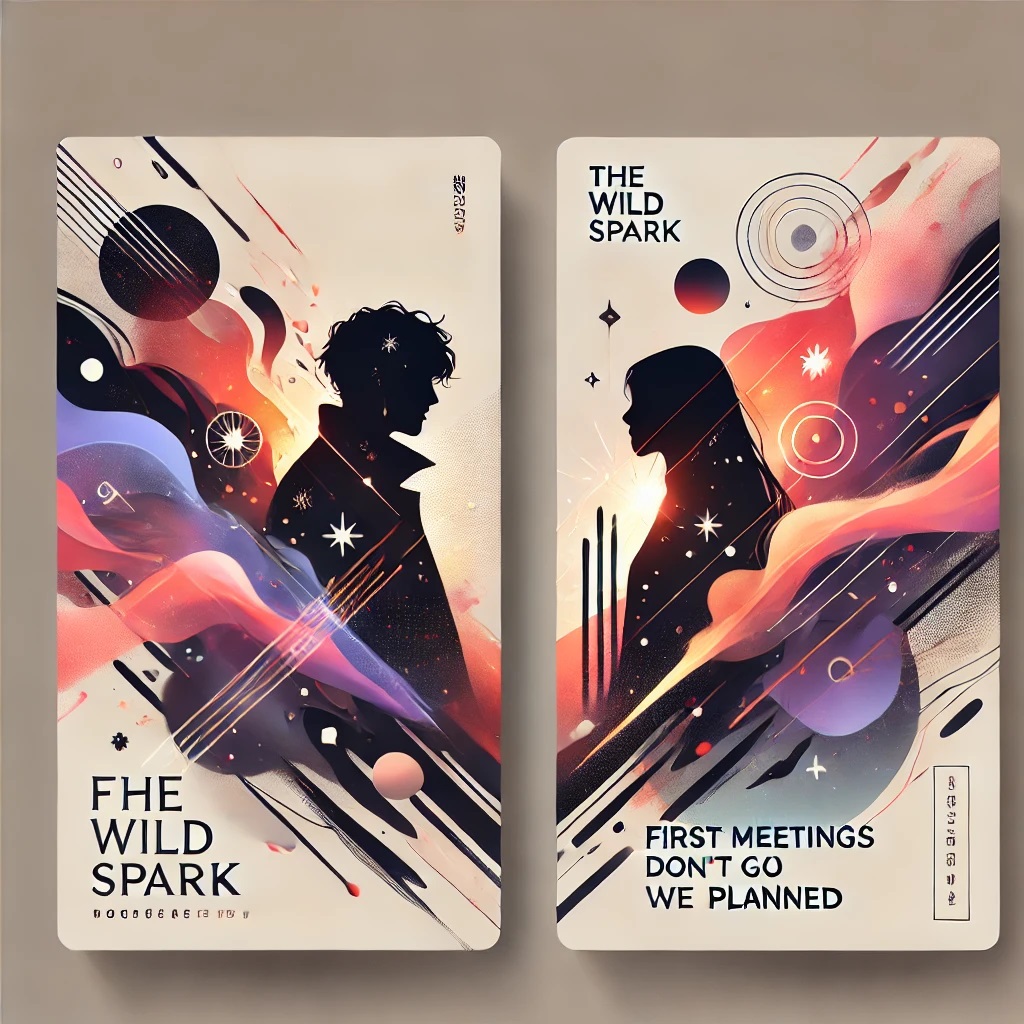 FHE
WILD
SPARK
THE
WILD
SPARK
FIRST MEETINGS
DON'T GO
WE PLANNED